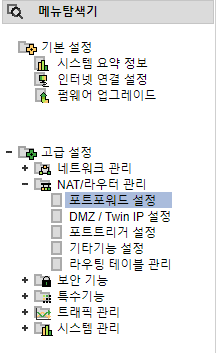 메뉴탐색기
기본 설정
시스템 요약 정보
인터넷 연결 설정
펌웨어 업그레이드
고급 설정
네트워크 관리
NAT/라우터 관리
포트포워드 설정
DMZ / Twin IP 설정
포트트리거 설정
기타기능 설정
라우팅 테이블 관리
보안 기능
특수기능
트래픽 관리
시스템 관리